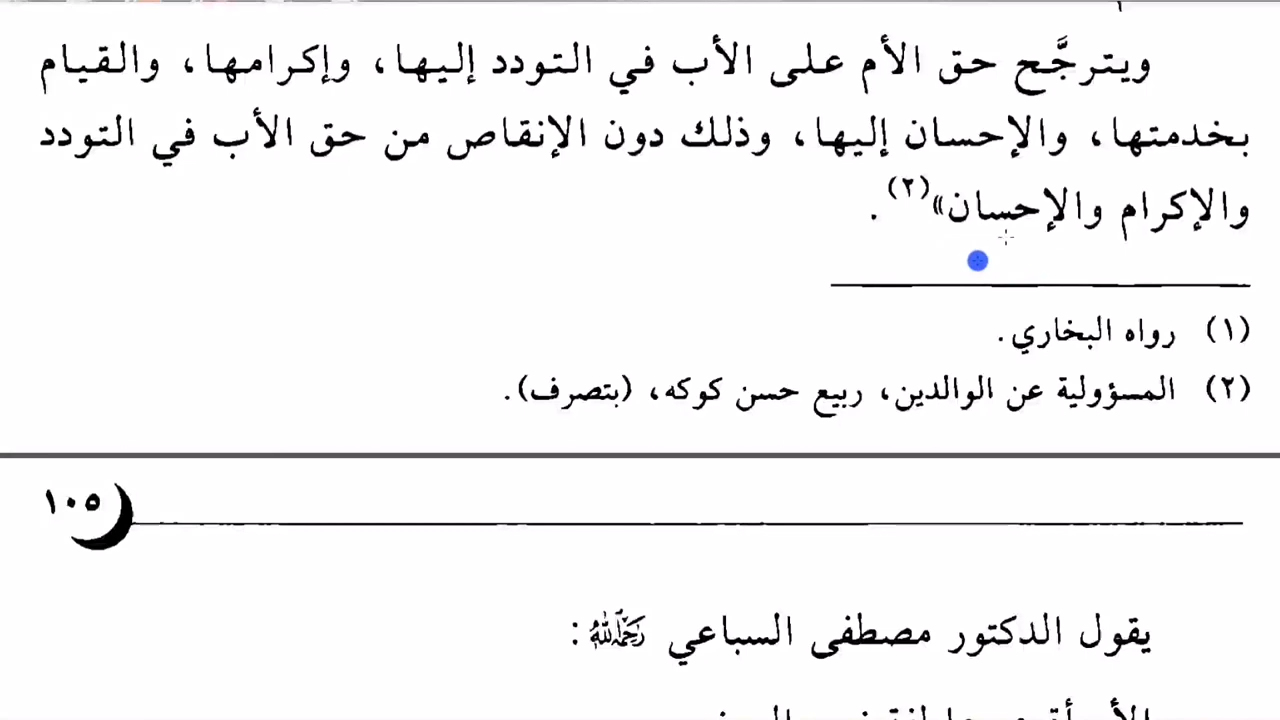 ويترجَّح حق الأم على الأب في التودد إليها، وإكرامها، والقيام
بخدمتها، والإحسان إليها، وذلك دون الإنقاص من حق الأب في التودد
والإكرام والإحسان»(٢).
(١) رواه البخاري.
(٢) المسؤولية عن الوالدين، ربيع حسن كوكه، (بتصرف).
١٠٥
يقول الدكتور مصطفى السباعي رَحِمَهُ اللَّهُ: